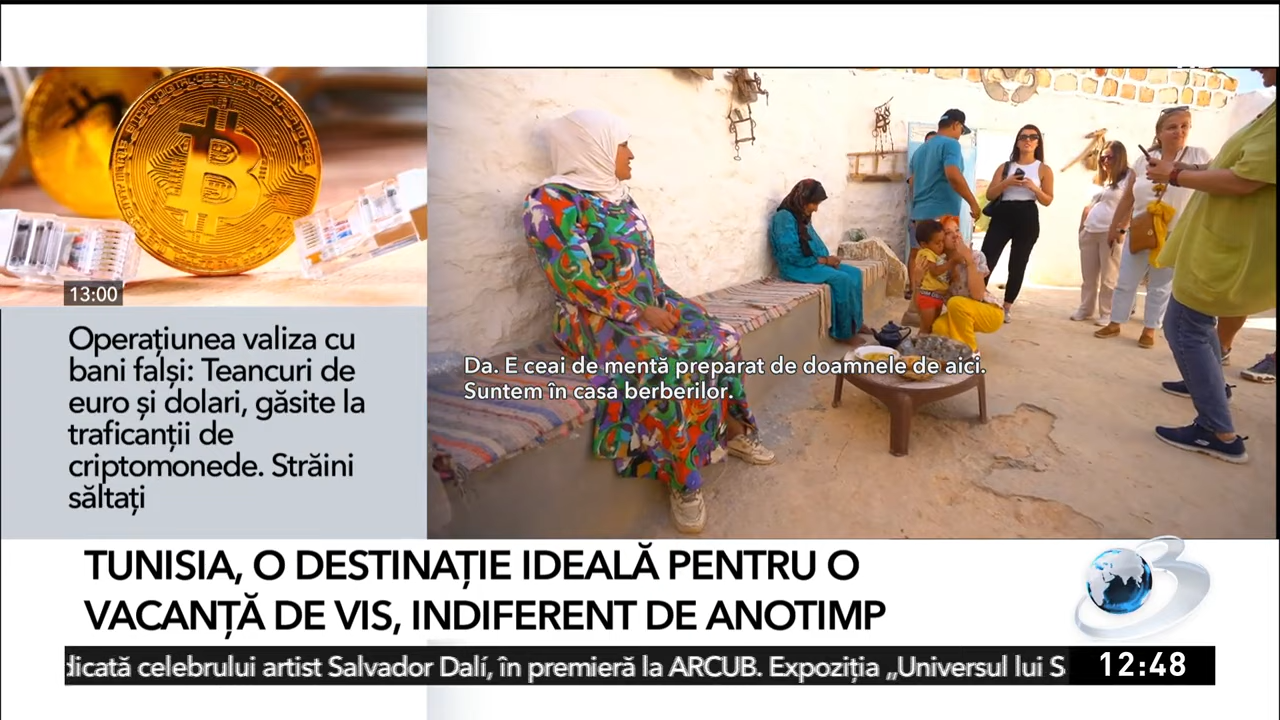 13:00
Operațiunea valiza cu
bani falși: Teancuri de
euro și dolari, găsite la
traficanții de
criptomonede. Străini
săltați
Da. E ceai de mentă preparat de doamnele de aici.
Suntem în casa berberilor.
TUNISIA, O DESTINAȚIE IDEALĂ PENTRU O
VACANȚĂ DE VIS, INDIFERENT DE ANOTIMP
3
dicată celebrului artist Salvador Dalí, în premieră la ARCUB. Expoziția „Universul lui S
12:48